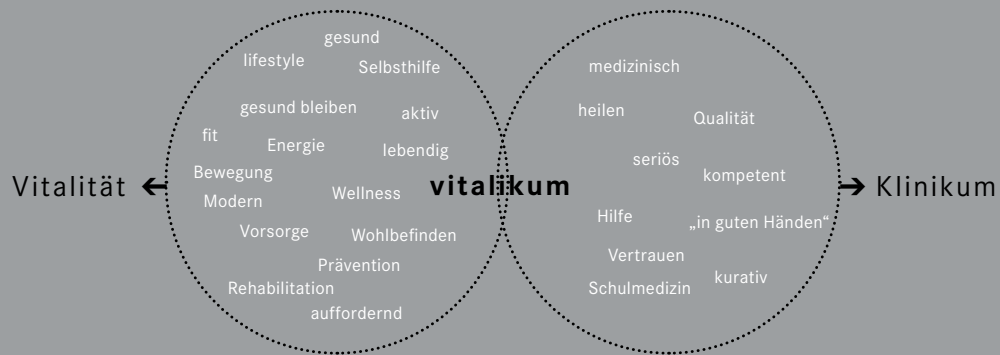 gesund
lifestyle
Selbsthilfe
gesund bleiben
aktiv
fit
Energie
lebendig
Bewegung
Wellness
Modern
Vorsorge
Wohlbefinden
Prävention
Rehabilitation
auffordernd
Vitalität
vitalikum
Klinikum
medizinisch
heilen
Qualität
seriös
kompetent
Hilfe
„in guten Händen“
Vertrauen
kurativ
Schulmedizin